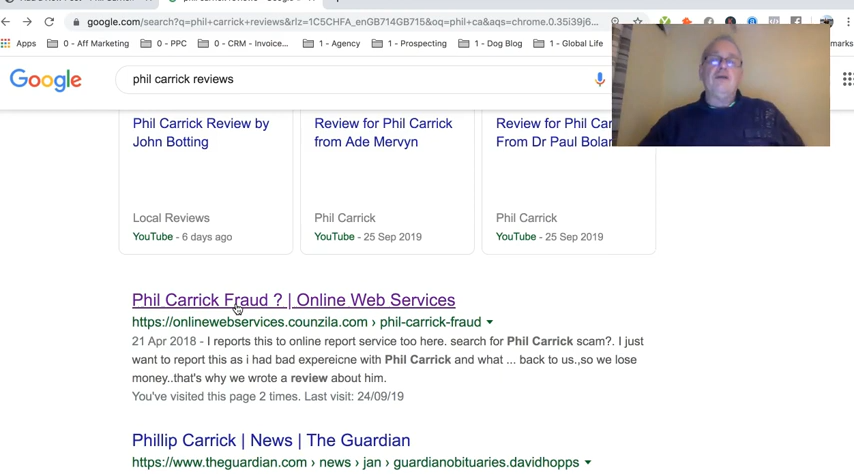 google.com/search?q=phil+carrick+reviews&rlz=1C5CHFA_enGB714GB715&oq=phil+ca&aqs=chrome.0.35i39j6...
Apps 0 - Aff Marketing 0 - PPC 0 - CRM - Invoice... 1 - Agency 1 - Prospecting 1 - Dog Blog 1 - Global Life
Google phil carrick reviews
Phil Carrick Review by John Botting
Review for Phil Carrick from Ade Mervyn
Review for Phil From Dr Paul
Local Reviews
Phil Carrick
Phil Carrick
YouTube - 6 days ago
YouTube - 25 Sep 2019
YouTube - 25 Sep 2019
Phil Carrick Fraud ? | Online Web Services
https://onlinewebservices.counzila.com › phil-carrick-fraud
21 Apr 2018 - I reports this to online report service too here. search for Phil Carrick scam?. I just
want to report this as i had bad expereicne with Phil Carrick and what ... back to us.,so we lose
money..that's why we wrote a review about him.
You've visited this page 2 times. Last visit: 24/09/19
Phillip Carrick | News | The Guardian
https://www.theguardian.com › news › jan › guardianobituaries.davidhopps